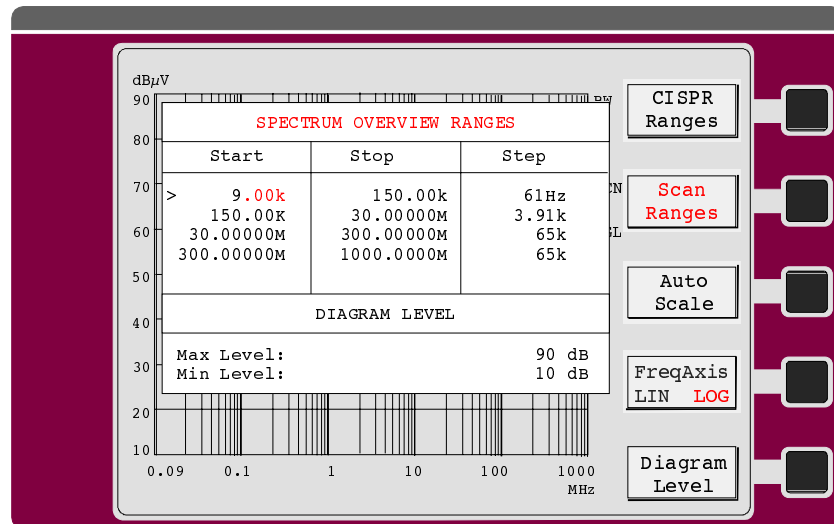 dBµV
90
80
70
60
50
40
30
20
10
SPECTRUM OVERVIEW RANGES
Start Stop Step
> 9.00k 150.00k 61Hz
150.00K 30.00000M 3.91k
30.00000M 300.00000M 65k
300.00000M 1000.0000M 65k
DIAGRAM LEVEL
Max Level: 90 dB
Min Level: 10 dB
0.09 0.1 1 10 100 1000
MHz
CISPR
Ranges
Scan
Ranges
Auto
Scale
FreqAxis
LIN LOG
Diagram
Level